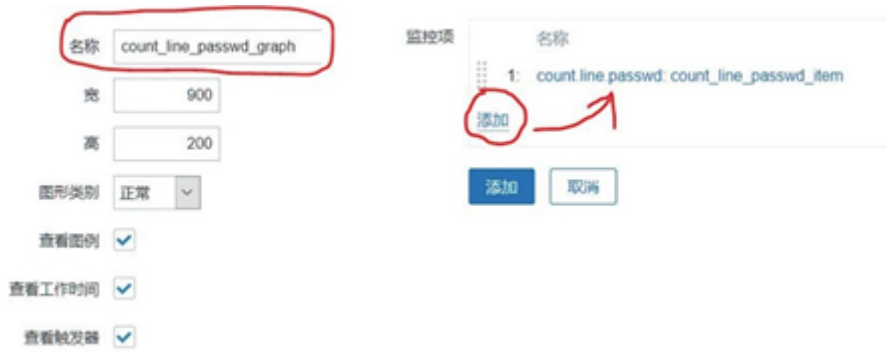 名称 count_line_passwd_graph
宽 900
高 200
图形类别 正常
查看图例
查看工作时间
查看触发器
监控项 名称
1: count.line.passwd: count_line_passwd_item
添加
添加 取消